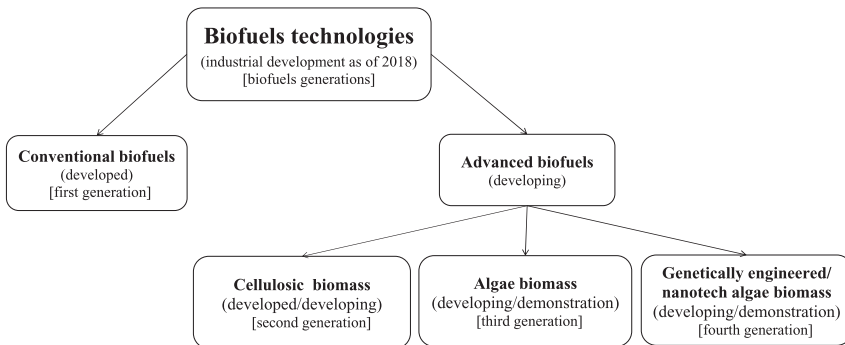 Biofuels technologies
(industrial development as of 2018)
[biofuels generations]
Conventional biofuels
(developed)
[first generation]
Advanced biofuels
(developing)
Cellulosic biomass
(developed/developing)
[second generation]
Algae biomass
(developing/demonstration)
[third generation]
Genetically engineered/
nanotech algae biomass
(developing/demonstration)
[fourth generation]